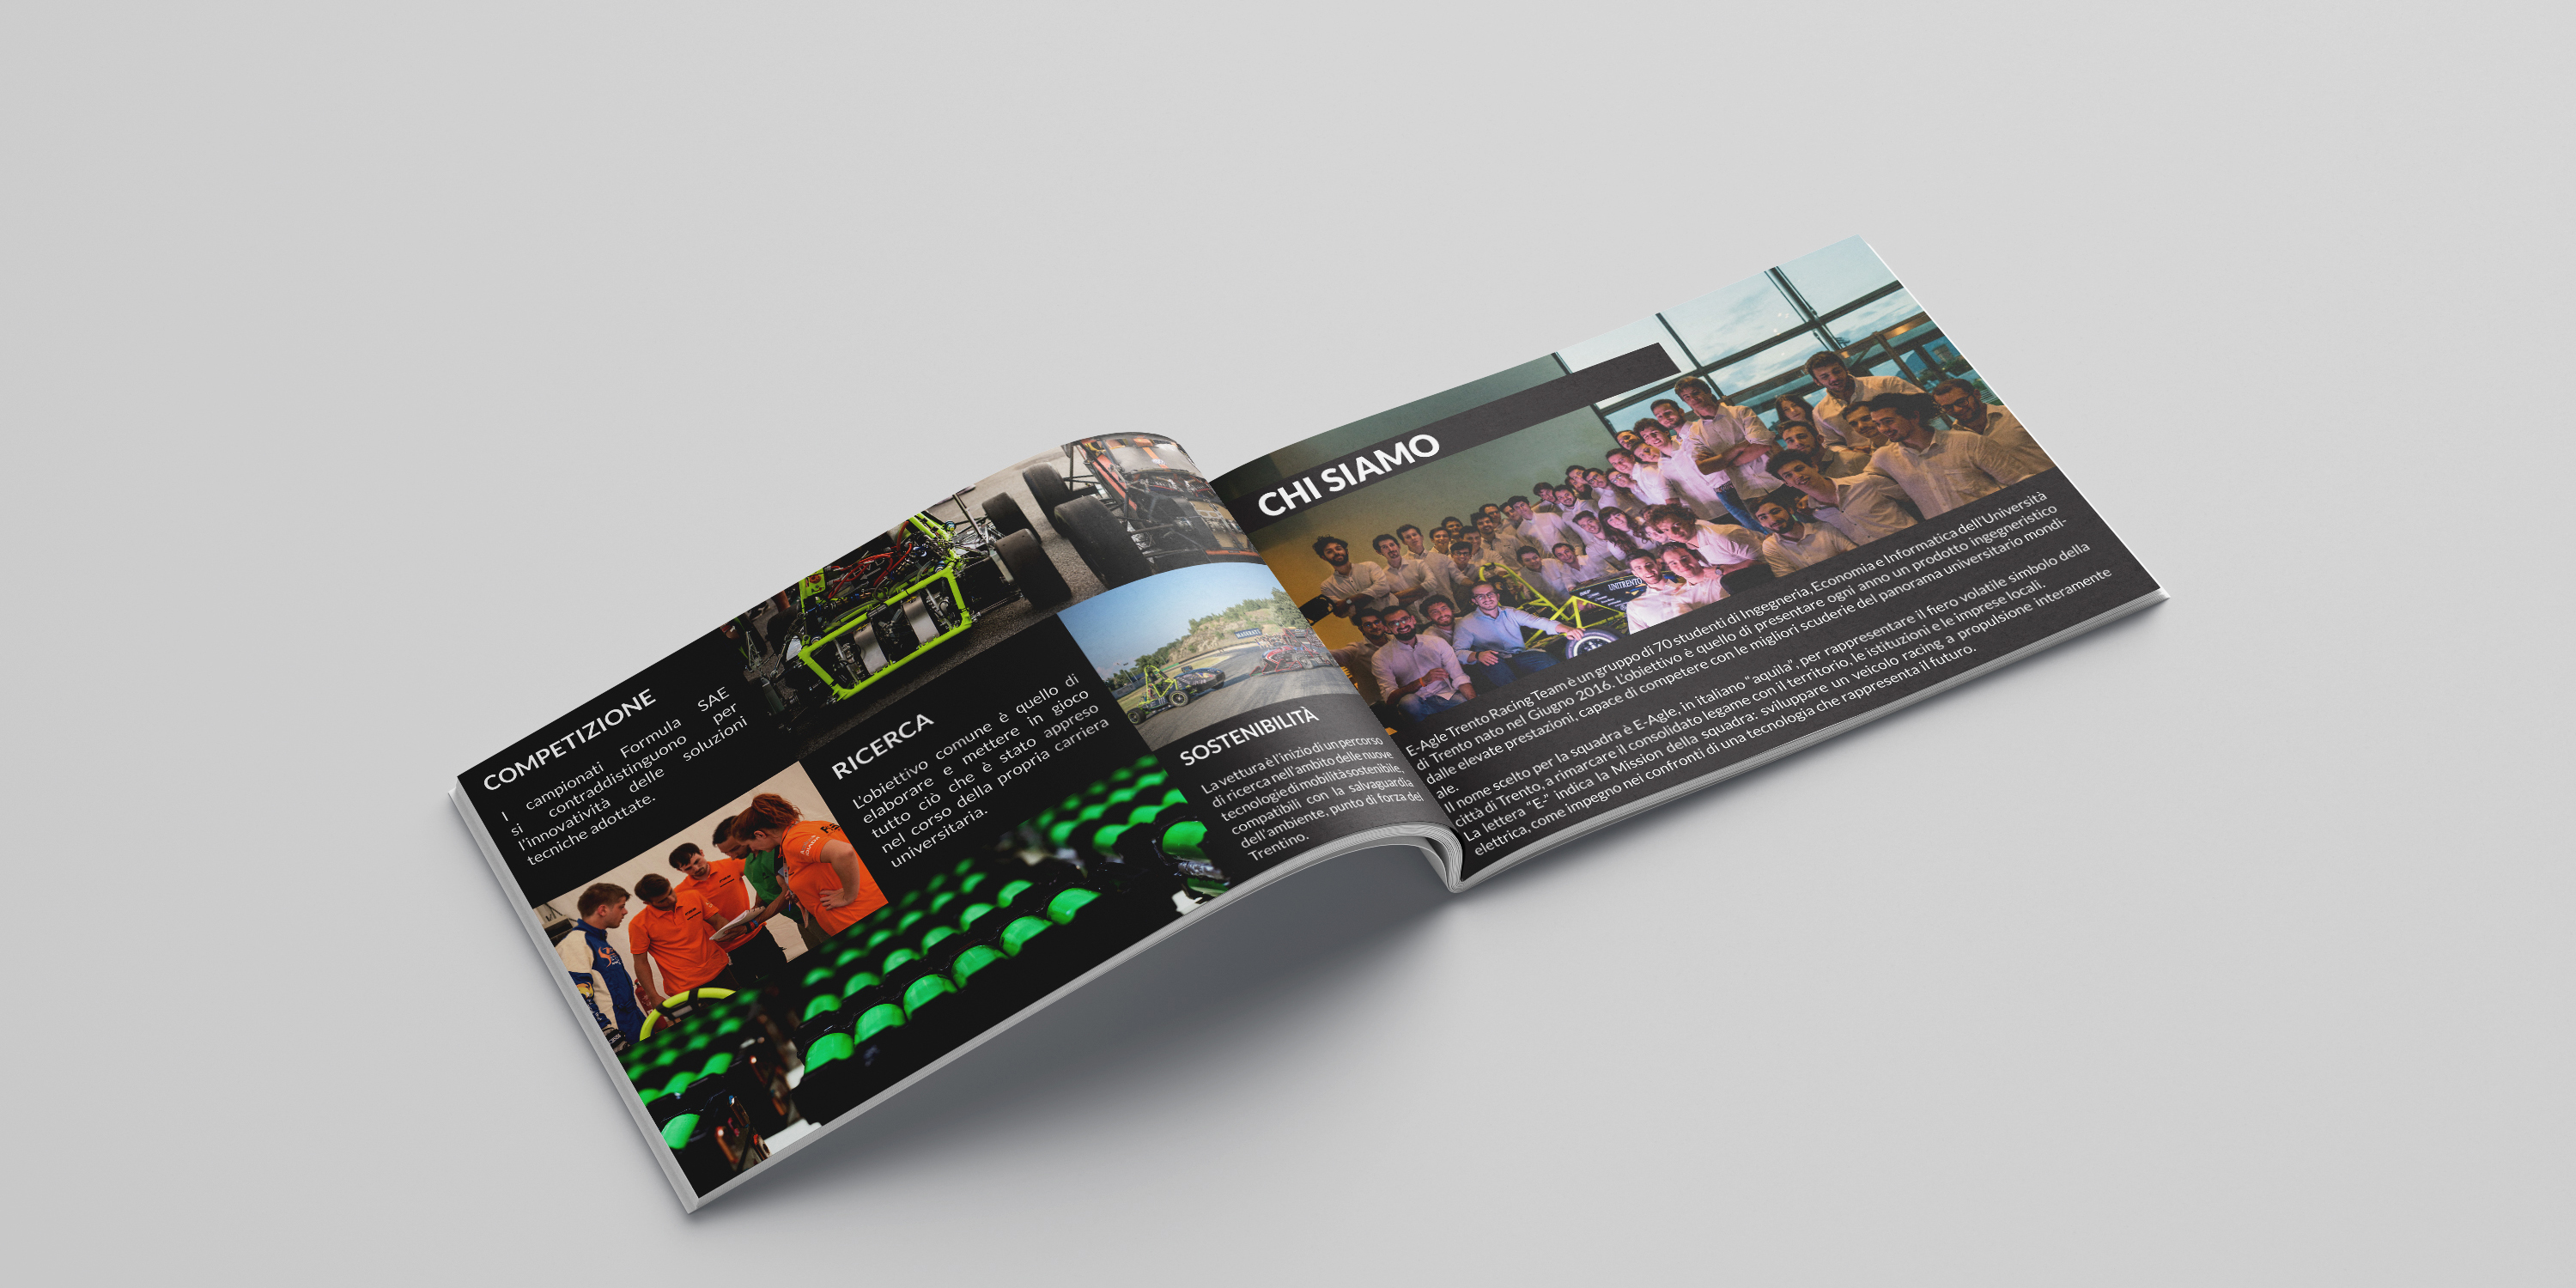 COMPETIZIONE
I campionati Formula SAE
si contraddistinguono per
l'innovatività delle soluzioni
tecniche adottate.
RICERCA
L'obiettivo comune è quello di
elaborare e mettere in gioco
tutto ciò che è stato appreso
nel corso della propria carriera
universitaria.
SOSTENIBILITÀ
La vettura è l'inizio di un percorso
di ricerca nell'ambito delle nuove
tecnologie di mobilità sostenibile,
compatibili con la salvaguardia
dell'ambiente, punto di forza del
Trentino.
MASERATI
CHI SIAMO
UNITRENTO
E-Agle Trento Racing Team è un gruppo di 70 studenti di Ingegneria, Economia e Informatica dell'Università
di Trento nato nel Giugno 2016. L'obiettivo è quello di presentare ogni anno un prodotto ingegneristico
dalle elevate prestazioni, capace di competere con le migliori scuderie del panorama universitario mondi-
ale.
Il nome scelto per la squadra è E-Agle, in italiano "aquila", per rappresentare il fiero volatile simbolo della
città di Trento, a rimarcare il consolidato legame con il territorio, le istituzioni e le imprese locali.
La lettera "E-" indica la Mission della squadra: sviluppare un veicolo racing a propulsione interamente
elettrica, come impegno nei confronti di una tecnologia che rappresenta il futuro.